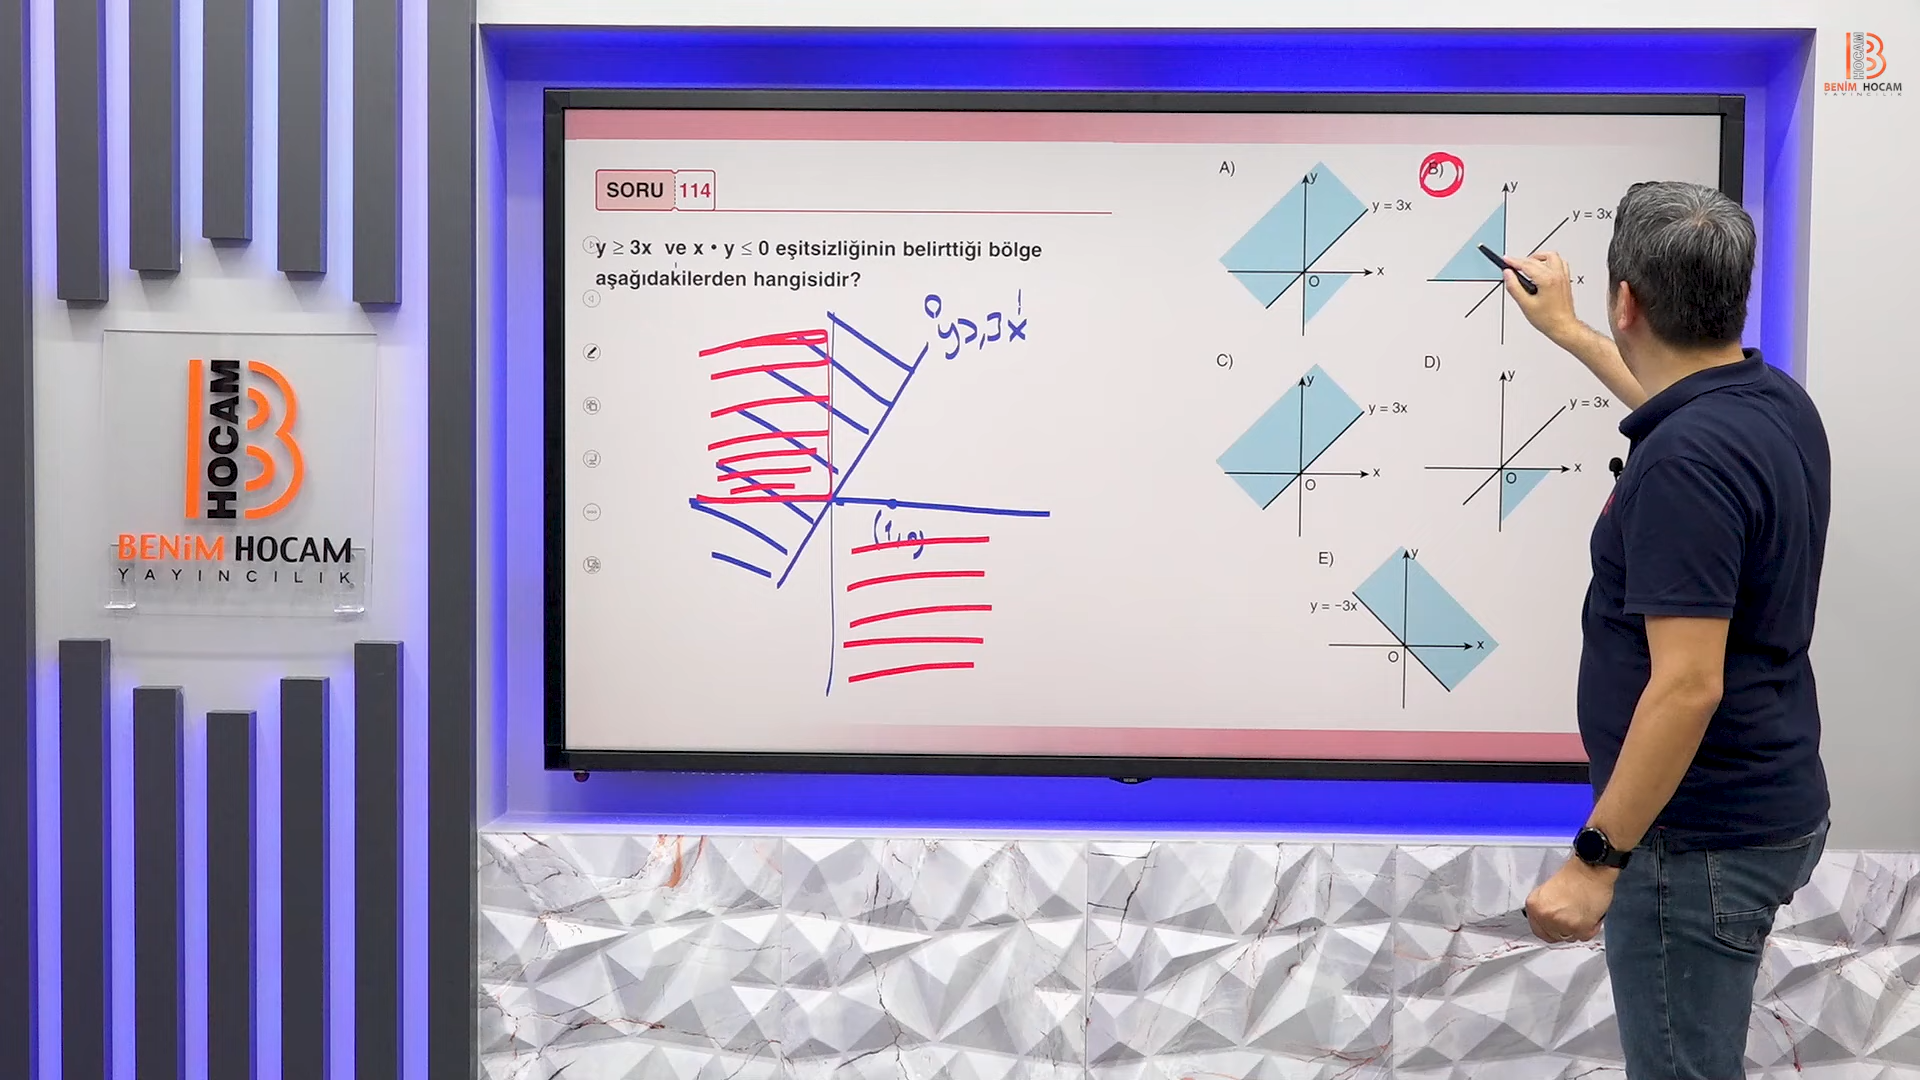 HOCAM
B
BENİM HOCAM
YAYINCILIK
SORU 114
y ≥ 3x ve x • y ≤ 0 eşitsizliğinin belirttiği bölge
aşağıdakilerden hangisidir?
y ≥ 3x
(1,0)
A)
y
y = 3x
x
O
B)
y
y = 3x
x
C)
y
y = 3x
x
O
D)
y
y = 3x
x
O
E)
y
y = −3x
x
O
HOCAM
B
BENİM HOCAM
YAYINCILIK